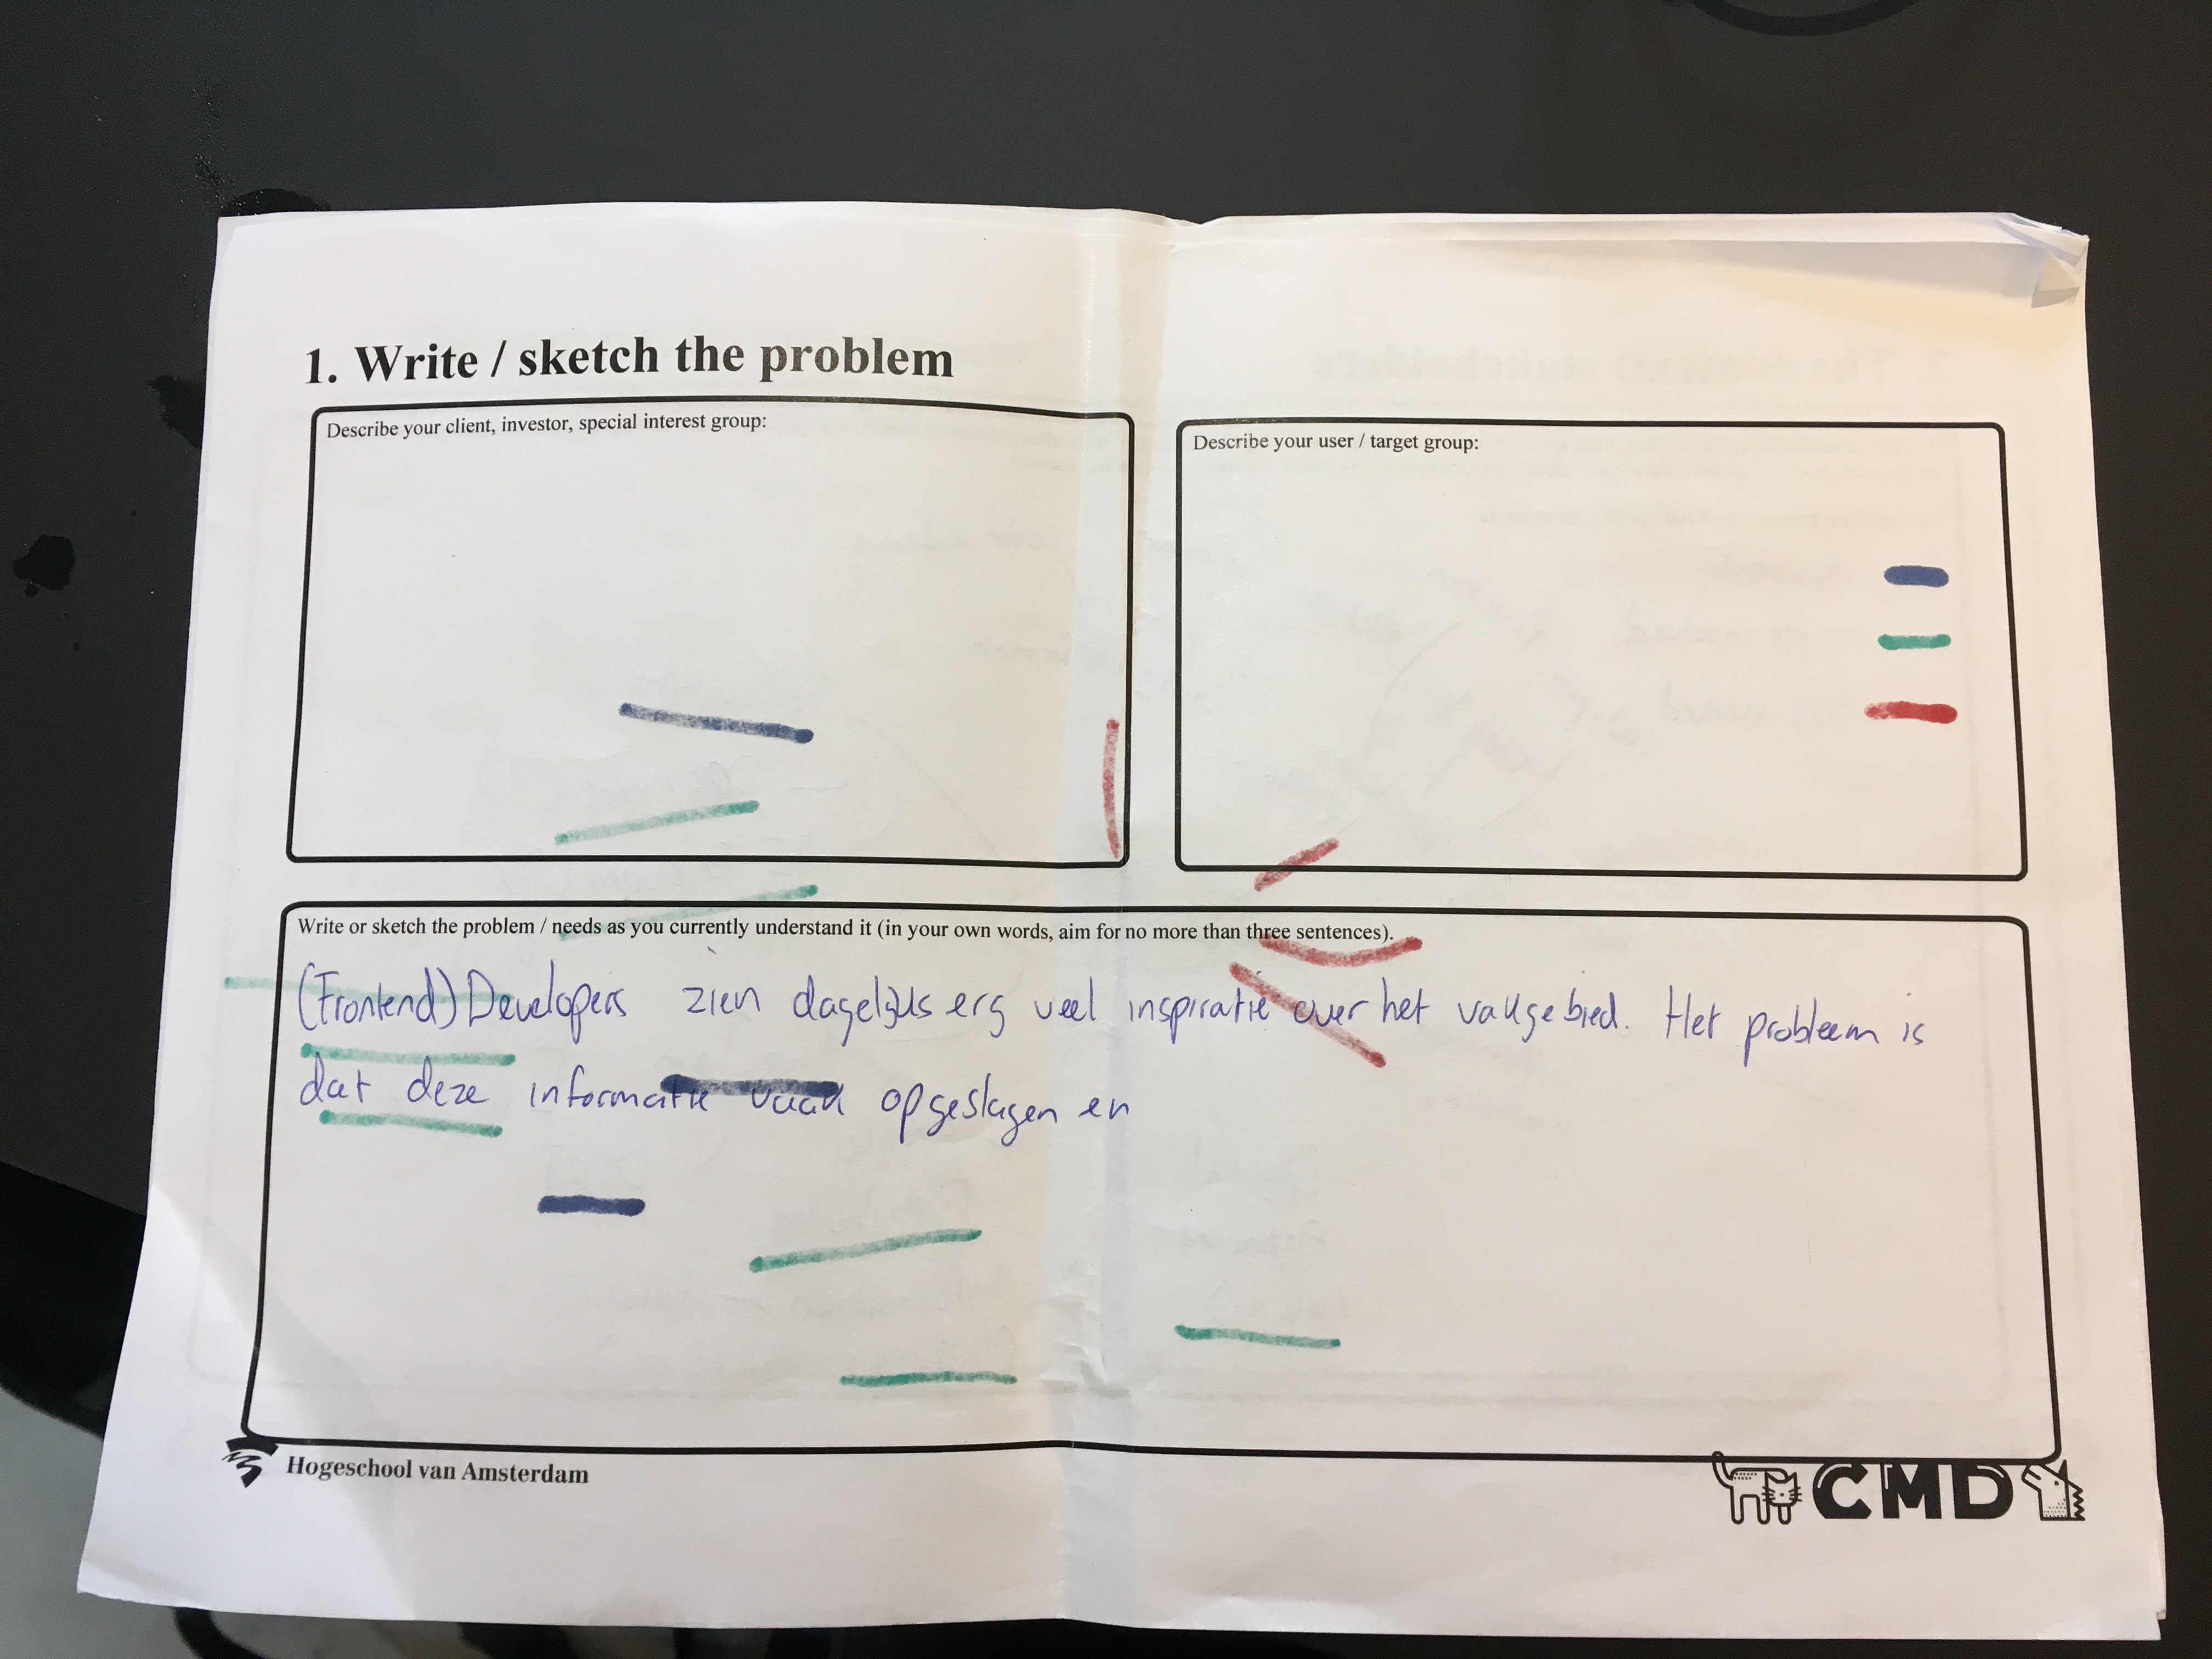 1. Write / sketch the problem
Describe your client, investor, special interest group:
Describe your user / target group:
Write or sketch the problem / needs as you currently understand it (in your own words, aim for no more than three sentences).
(Frontend) Developers zien dagelijks erg veel inspiratie over het vakgebied. Het probleem is
dat deze informatie vaak opgeslagen en
Hogeschool van Amsterdam
CMD